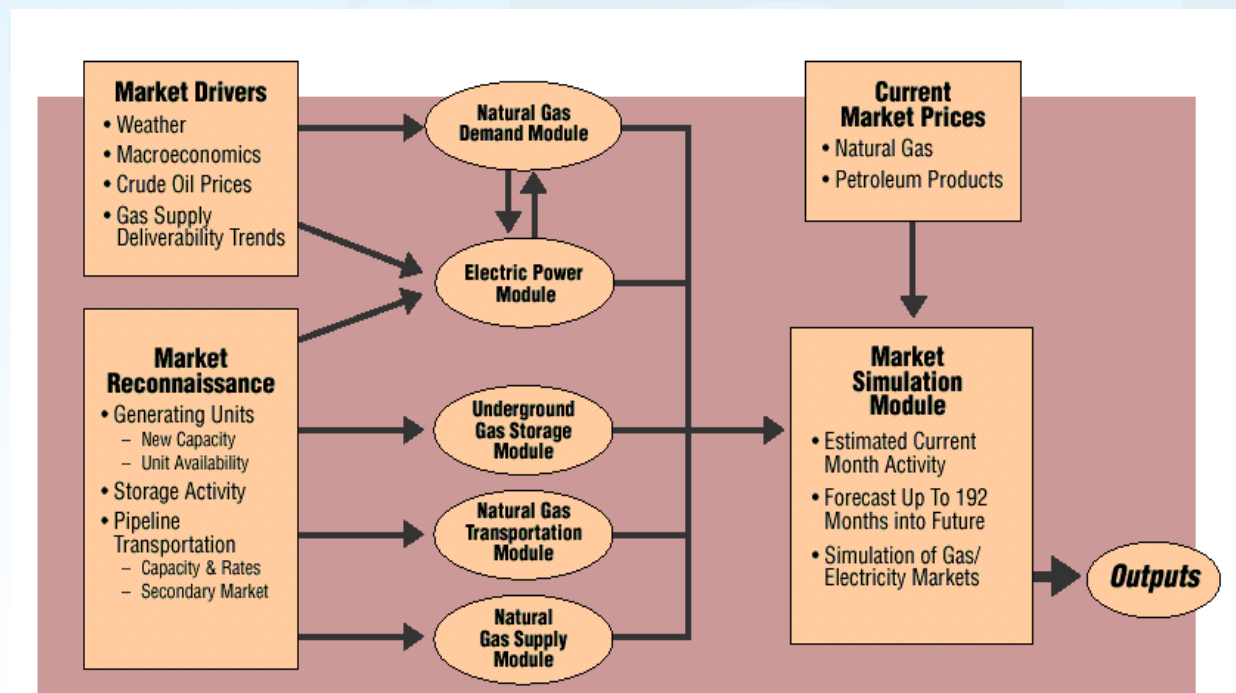 Market Drivers
• Weather
• Macroeconomics
• Crude Oil Prices
• Gas Supply
Deliverability Trends
Market
Reconnaissance
• Generating Units
– New Capacity
– Unit Availability
• Storage Activity
• Pipeline
Transportation
– Capacity & Rates
– Secondary Market
Natural Gas
Demand Module
Electric Power
Module
Underground
Gas Storage
Module
Natural Gas
Transportation
Module
Natural
Gas Supply
Module
Current
Market Prices
• Natural Gas
• Petroleum Products
Market
Simulation
Module
• Estimated Current
Month Activity
• Forecast Up To 192
Months into Future
• Simulation of Gas/
Electricity Markets
Outputs